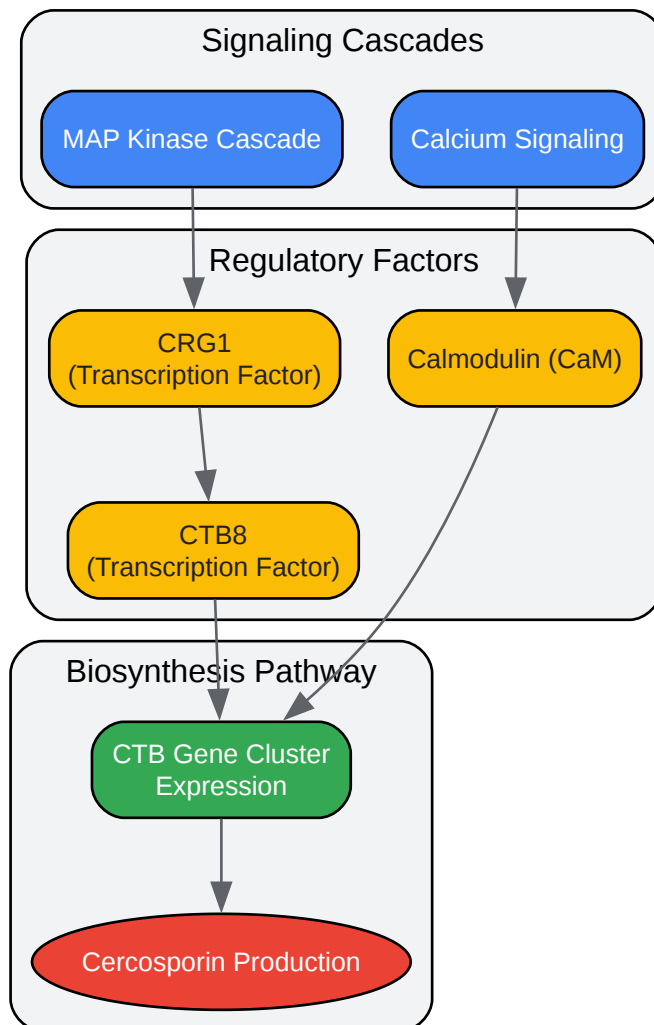 Signaling Cascades
MAP Kinase Cascade
Calcium Signaling
Regulatory Factors
CRG1
(Transcription Factor)
Calmodulin (CaM)
CTB8
(Transcription Factor)
Biosynthesis Pathway
CTB Gene Cluster
Expression
Cercosporin Production